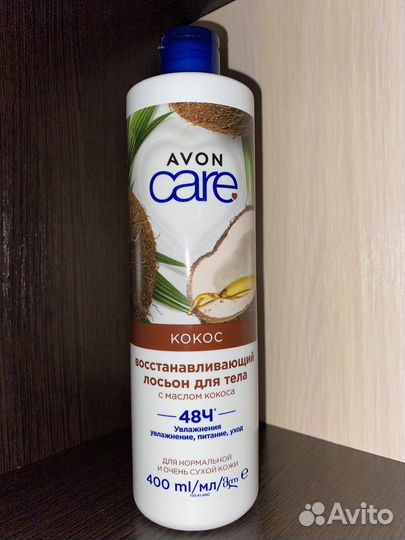 AVON
care
КОКОС
восстанавливающий
лосьон для тела
с маслом кокоса
48Ч*
Увлажнения
увлажнение, питание, уход
ДЛЯ НОРМАЛЬНОЙ
И ОЧЕНЬ СУХОЙ КОЖИ
400 ml/мл/მლ e
Avito